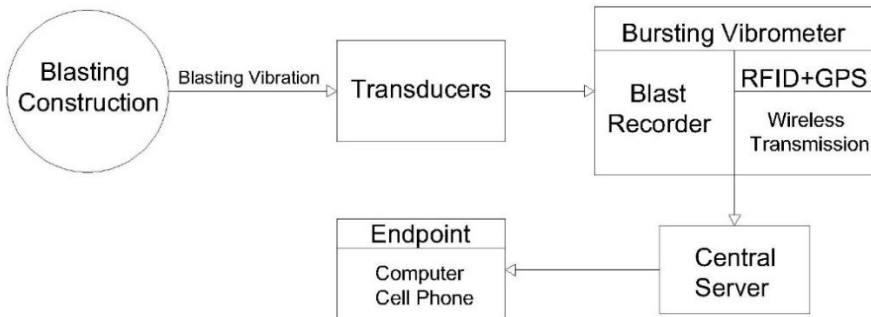 Blasting
Construction
Blasting Vibration
Transducers
Bursting Vibrometer
Blast
Recorder
RFID+GPS
Wireless
Transmission
Central
Server
Endpoint
Computer
Cell Phone